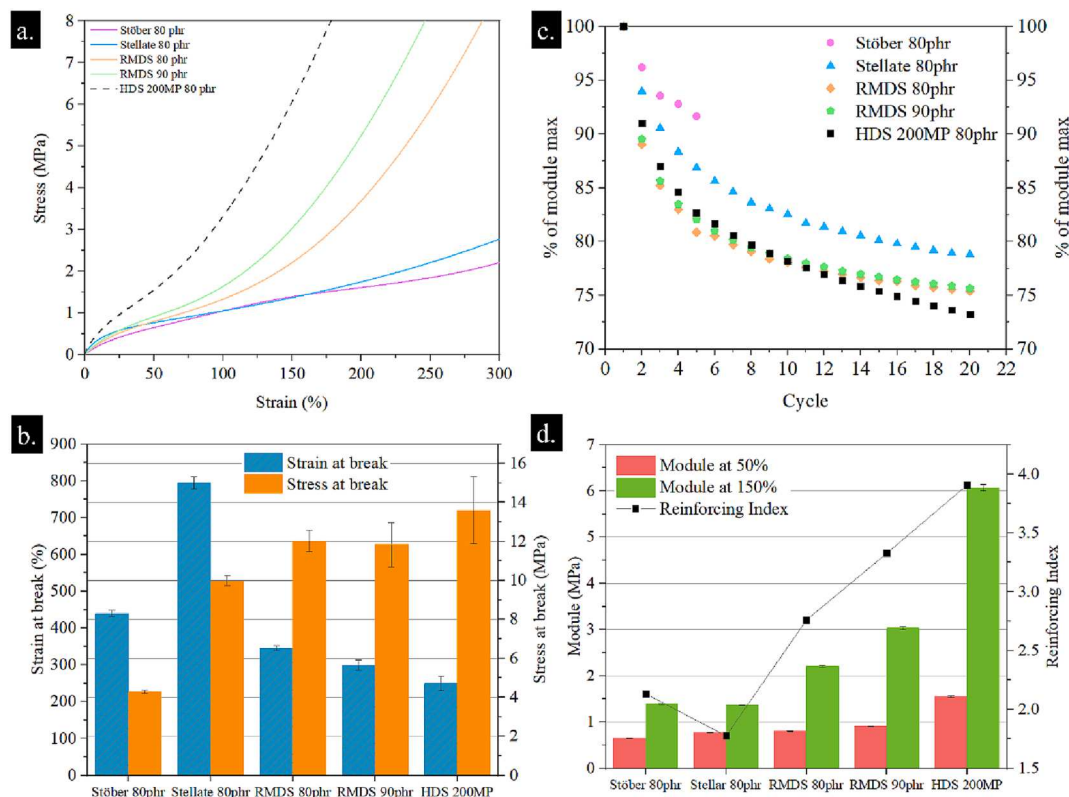 a.
8
7
6
5
4
3
2
1
0
Stress (MPa)
Stöber 80 phr
Stellate 80 phr
RMDS 80 phr
RMDS 90 phr
HDS 200MP 80 phr
0 50 100 150 200 250 300
Strain (%)
c.
100
95
90
85
80
75
70
% of module max
Stöber 80phr
Stellate 80phr
RMDS 80phr
RMDS 90phr
HDS 200MP 80phr
100
95
90
85
80
75
70
% of module max
0 2 4 6 8 10 12 14 16 18 20 22
Cycle
b.
900
800
700
600
500
400
300
200
100
0
Strain at break (%)
Strain at break
Stress at break
16
14
12
10
8
6
4
2
0
Stress at break (MPa)
Stöber 80phr Stellate 80phr RMDS 80phr RMDS 90phr HDS 200MP
d.
7
6
5
4
3
2
1
0
Module (MPa)
Module at 50%
Module at 150%
Reinforcing Index
4.0
3.5
3.0
2.5
2.0
1.5
Reinforcing Index
Stöber 80phr Stellar 80phr RMDS 80phr RMDS 90phr HDS 200MP